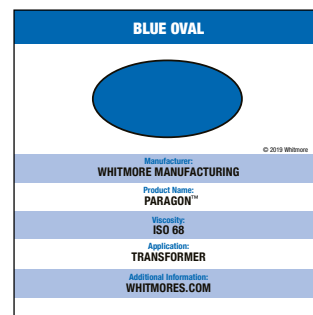 BLUE OVAL
© 2019 Whitmore
Manufacturer:
WHITMORE MANUFACTURING
Product Name:
PARAGON™
Viscosity:
ISO 68
Application:
TRANSFORMER
Additional Information:
WHITMORES.COM